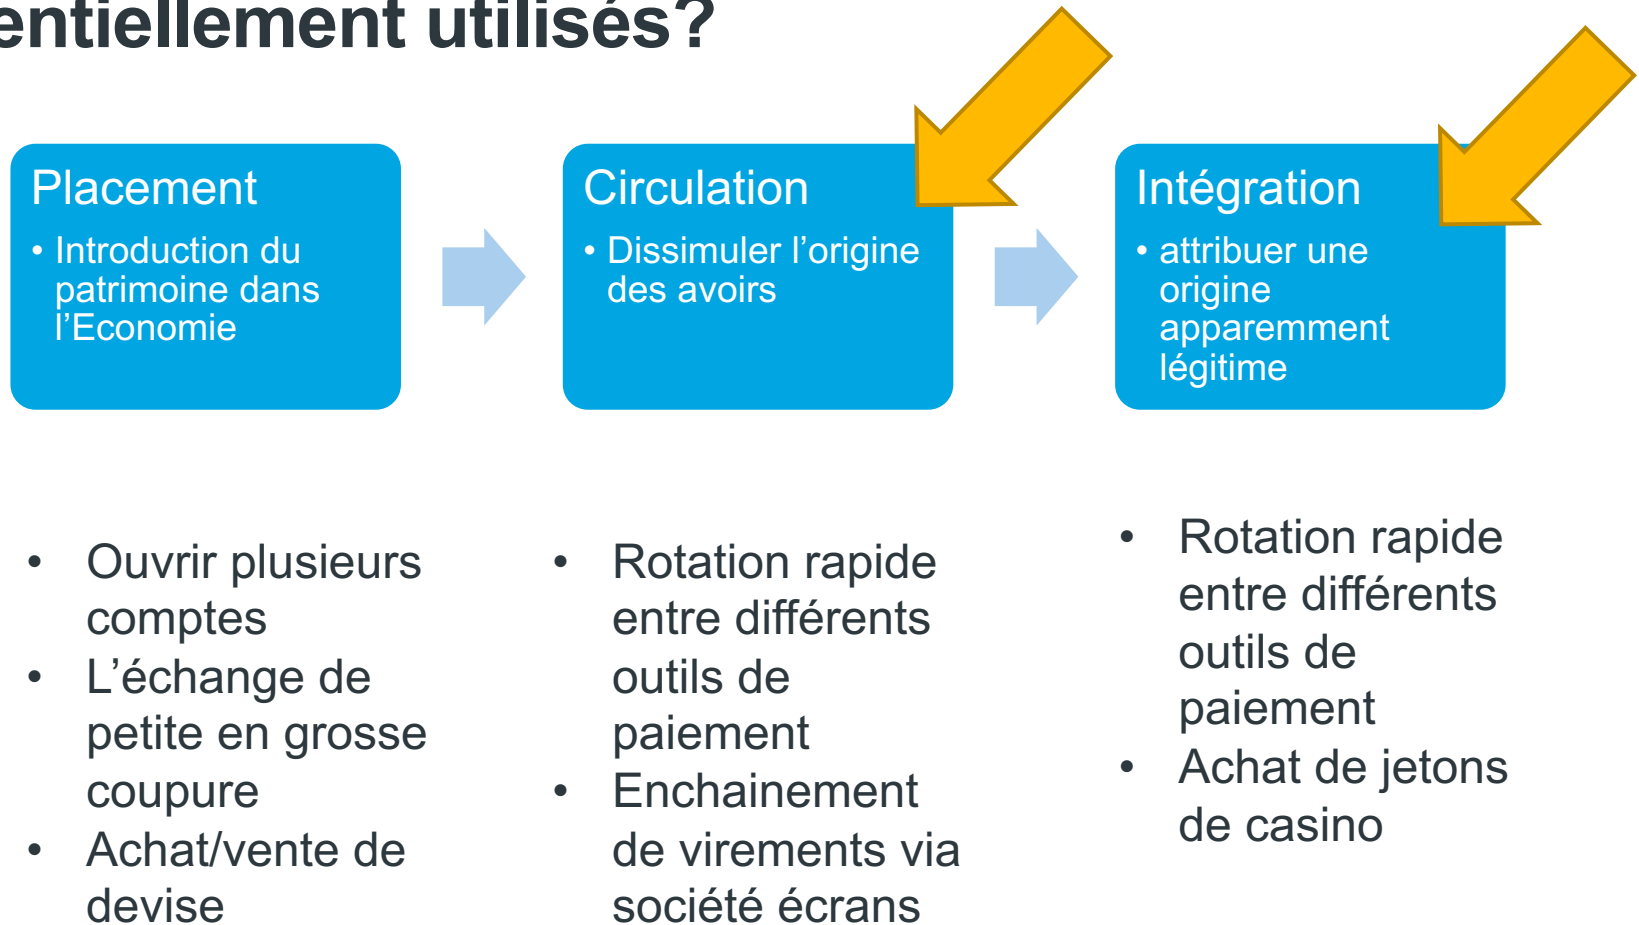 entiellement utilisés?
Placement
• Introduction du
patrimoine dans
l’Economie
Circulation
• Dissimuler l’origine
des avoirs
Intégration
• attribuer une
origine
apparemment
légitime
• Ouvrir plusieurs
comptes
• L’échange de
petite en grosse
coupure
• Achat/vente de
devise
• Rotation rapide
entre différents
outils de
paiement
• Enchainement
de virements via
société écrans
• Rotation rapide
entre différents
outils de
paiement
• Achat de jetons
de casino